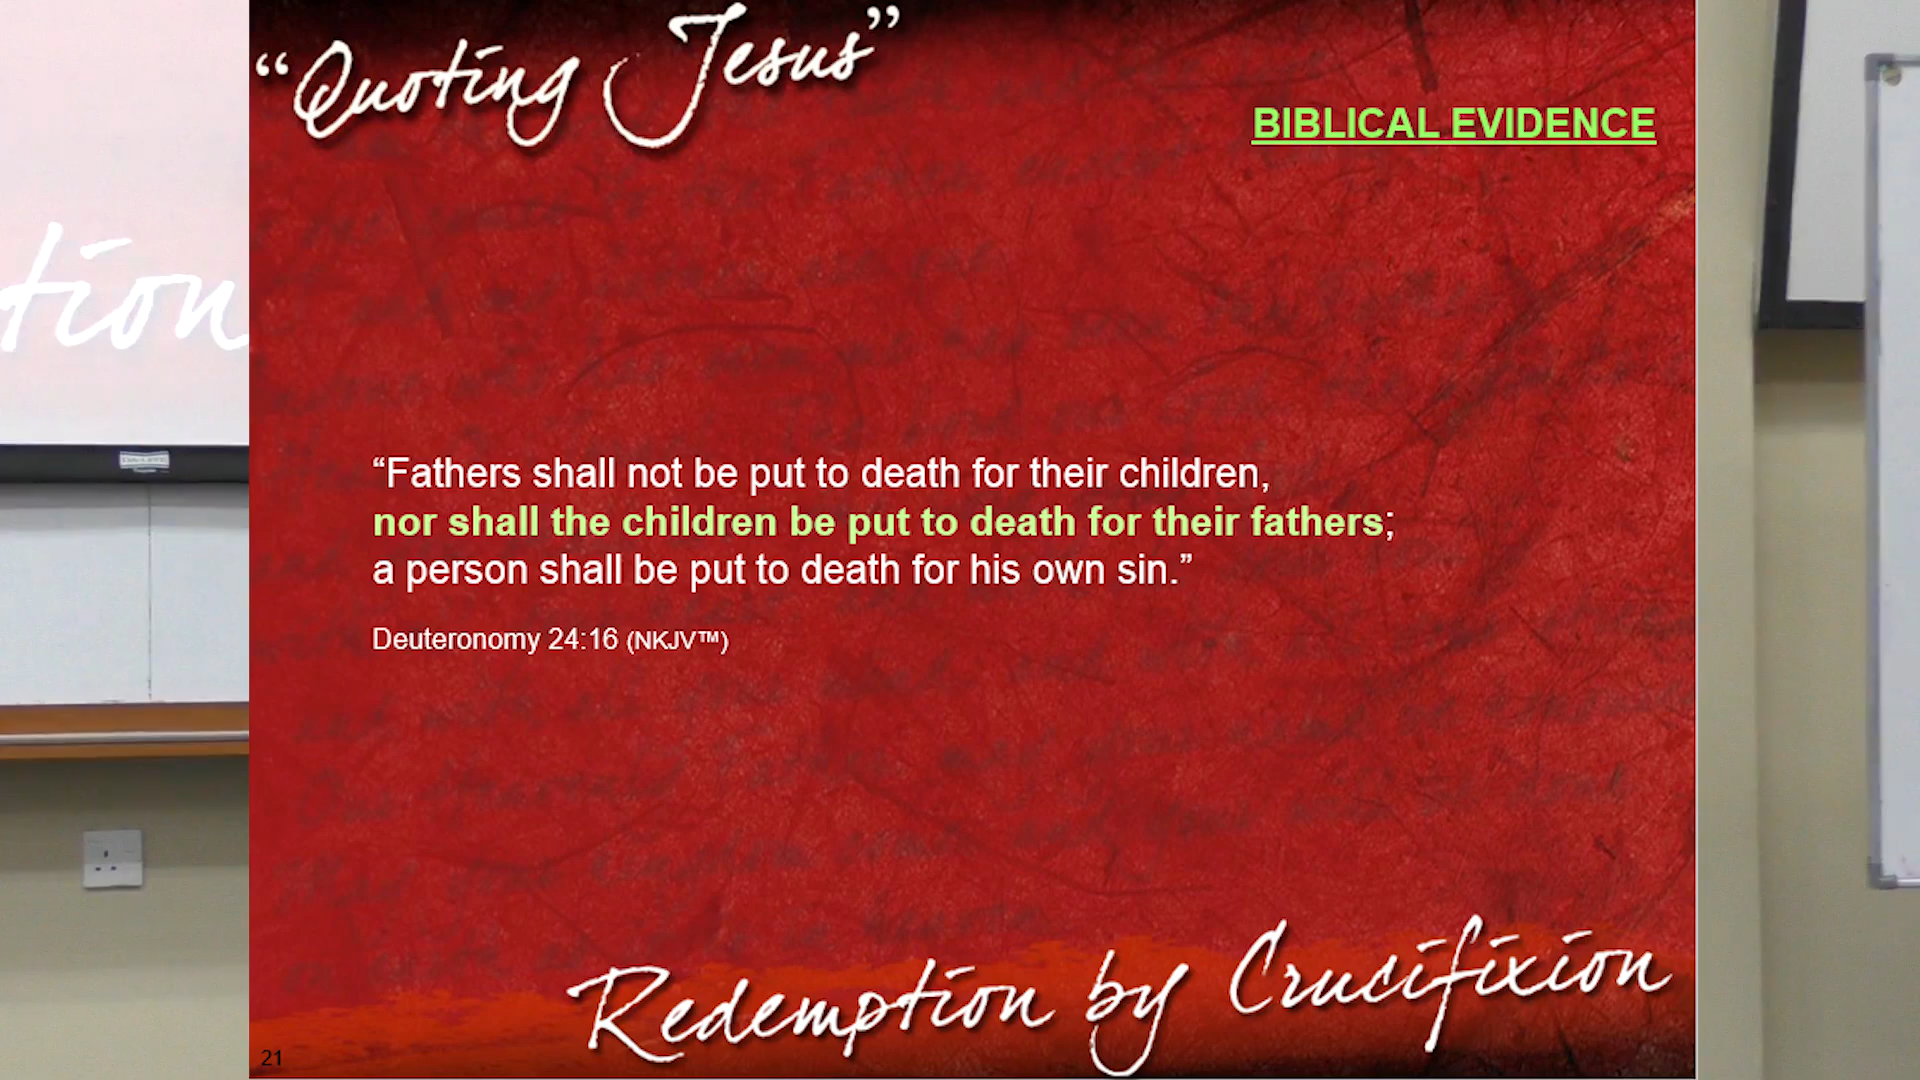 “Quoting Jesus”
BIBLICAL EVIDENCE
tion
“Fathers shall not be put to death for their children,
nor shall the children be put to death for their fathers;
a person shall be put to death for his own sin.”
Deuteronomy 24:16 (NKJV™)
Redemption by Crucifixion
21